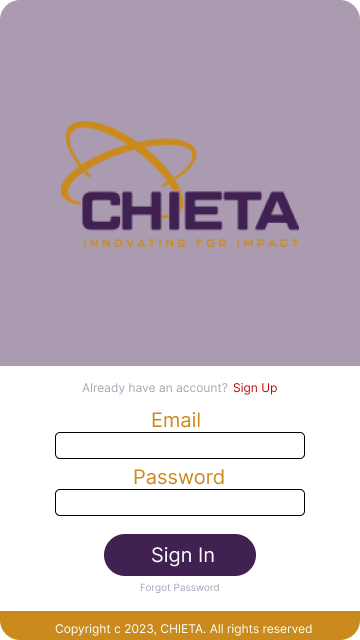 CHIETA
INNOVATING FOR IMPACT
Already have an account? Sign Up
Email
Password
Sign In
Forgot Password
Copyright c 2023, CHIETA. All rights reserved